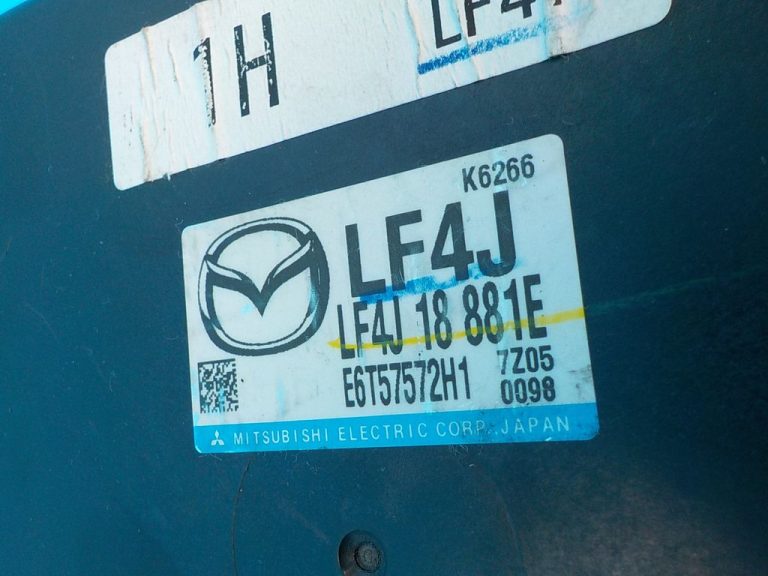 1H
K6266
LF4J
LF4J 18 881E
E6T57572H1 7Z05
0098
MITSUBISHI ELECTRIC CORP. JAPAN